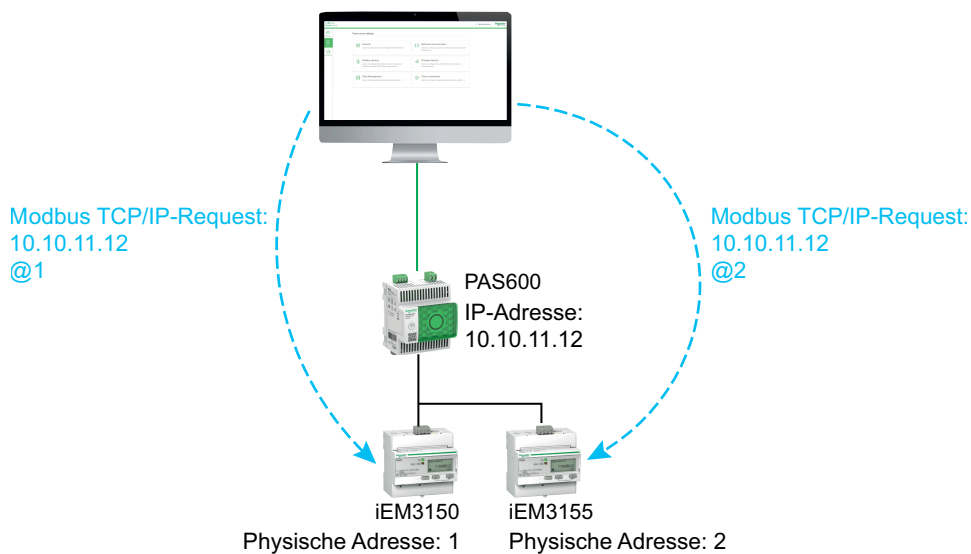 Modbus TCP/IP-Request:
10.10.11.12
@1
Modbus TCP/IP-Request:
10.10.11.12
@2
PAS600
IP-Adresse:
10.10.11.12
iEM3150
Physische Adresse: 1
iEM3155
Physische Adresse: 2